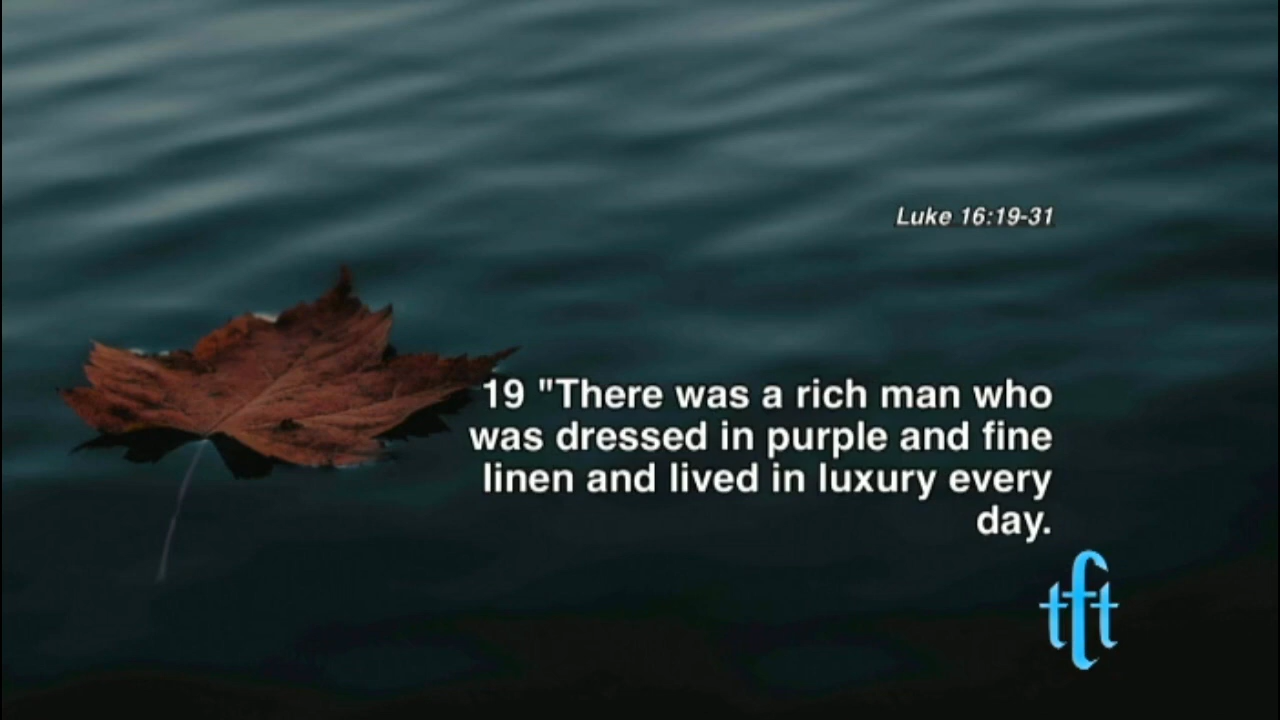 Luke 16:19-31
19 "There was a rich man who
was dressed in purple and fine
linen and lived in luxury every
day.
tft